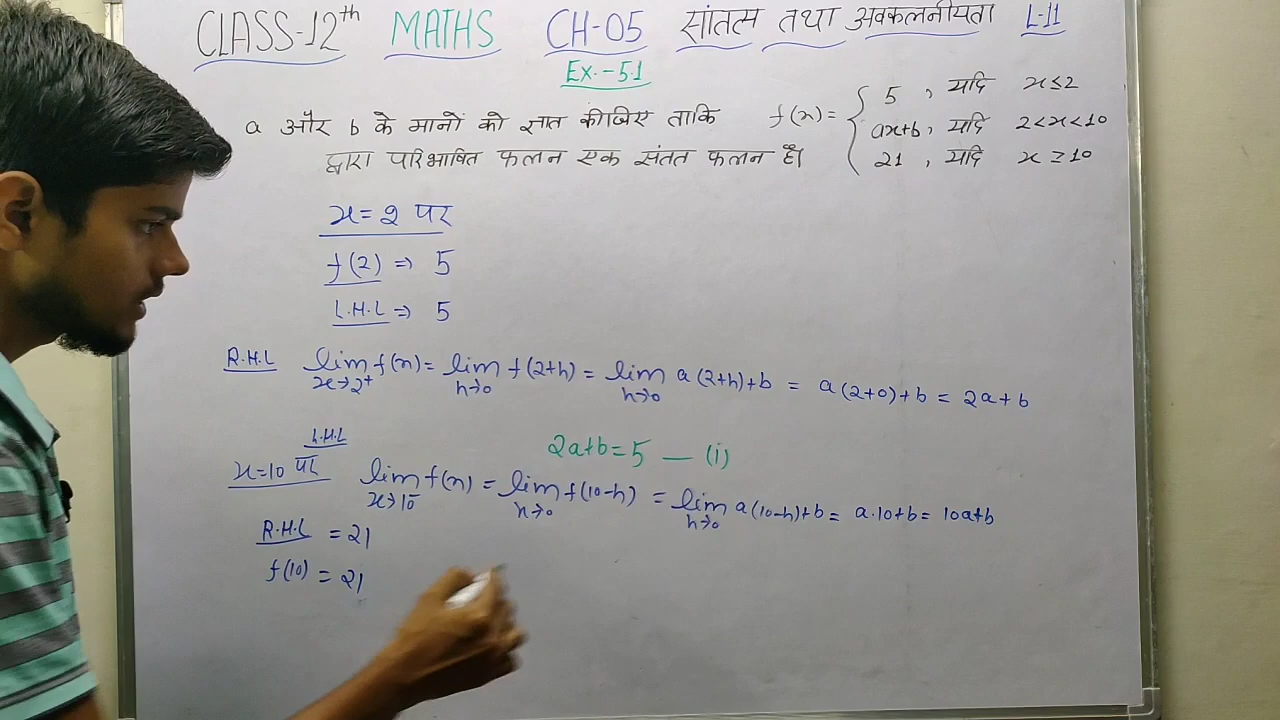 CLASS-12th MATHS CH-05 सांतत्य तथा अवकलनीयता L-11
Ex.-5.1
a और b के मानों को ज्ञात कीजिए ताकि f(x)= { 5 , यदि x≤2
ax+b, यदि 2<x<10
21 , यदि x≥10
द्वारा परिभाषित फलन एक संतत फलन है।
x=2 पर
f(2) ⇒ 5
L.H.L ⇒ 5
R.H.L lim x→2⁺ f(x) = lim h→0 f(2+h) = lim h→0 a(2+h)+b = a(2+0)+b = 2a+b
2a+b=5 — (i)
x=10 पर L.H.L lim x→10⁻ f(x) = lim h→0 f(10-h) = lim h→0 a(10-h)+b = a.10+b = 10a+b
R.H.L = 21
f(10) = 21